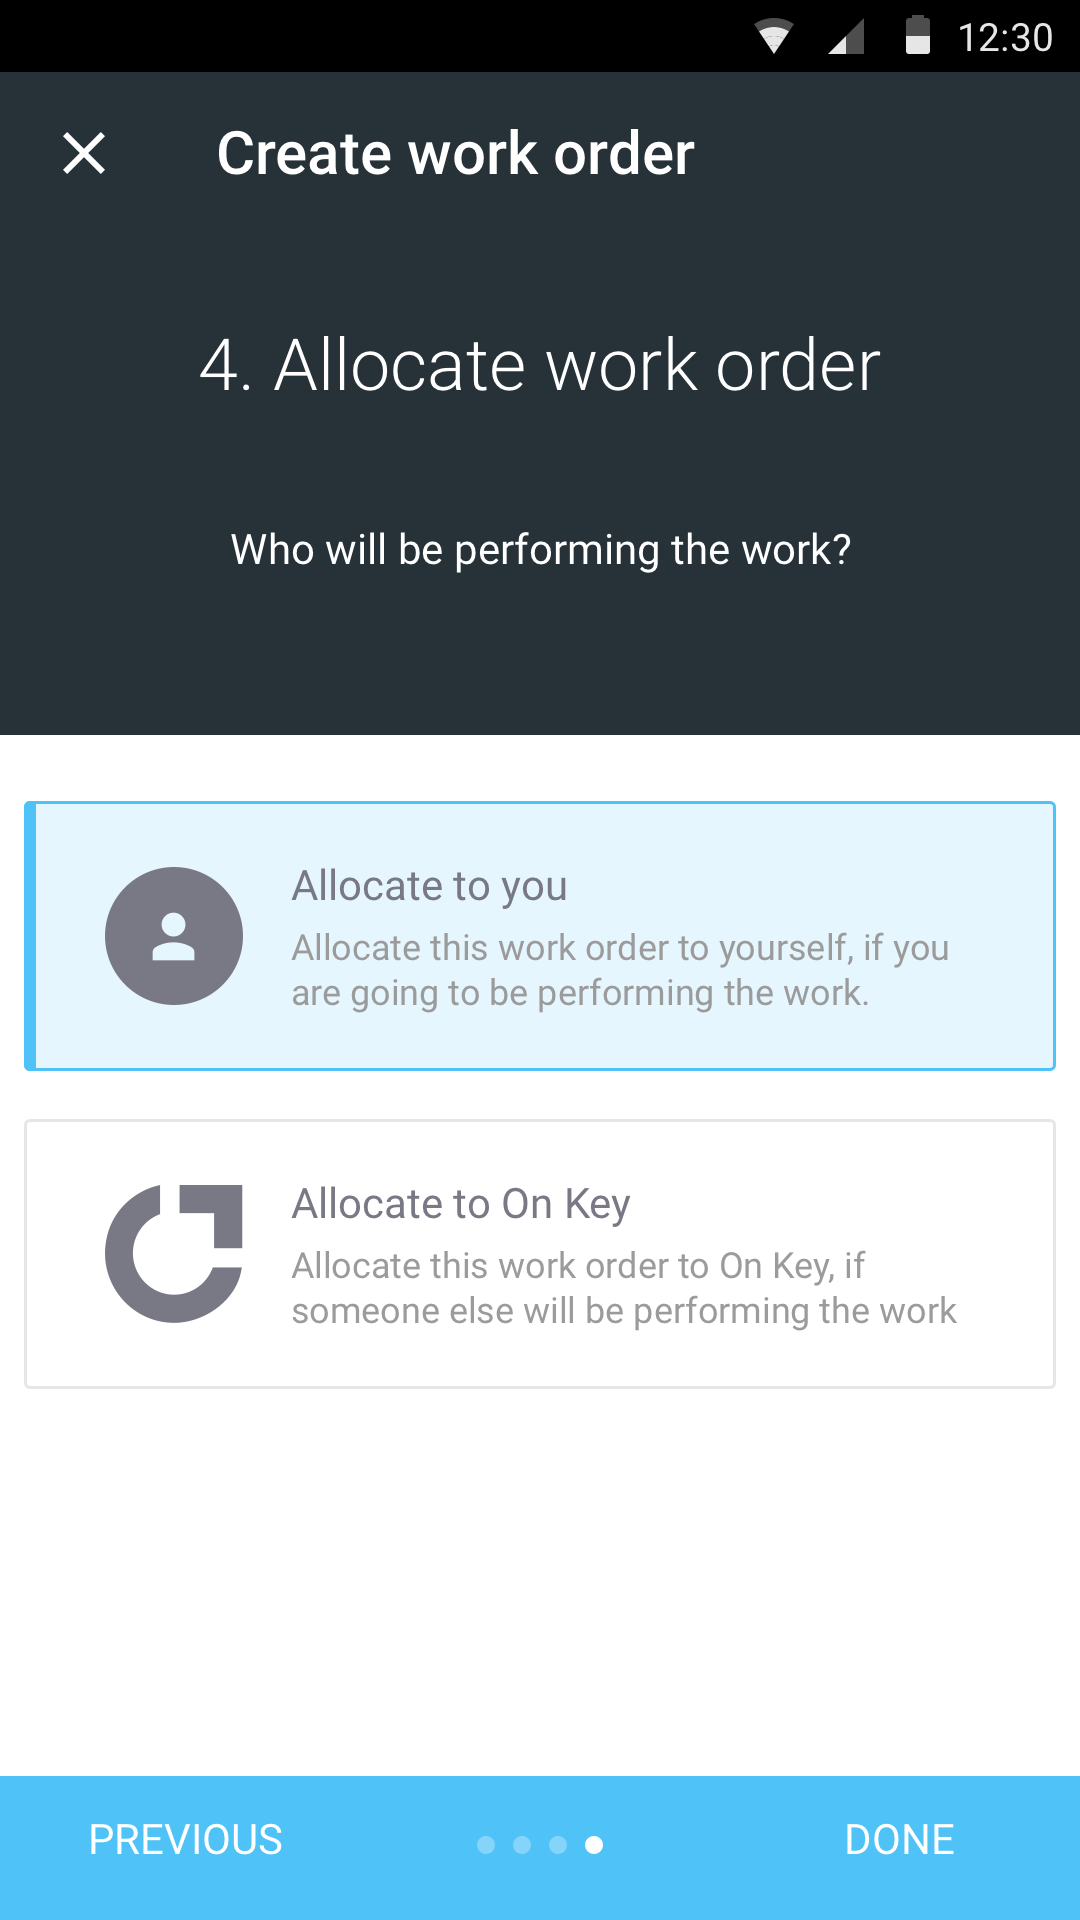 12:30
Create work order
4. Allocate work order
Who will be performing the work?
Allocate to you
Allocate this work order to yourself, if you
are going to be performing the work.
Allocate to On Key
Allocate this work order to On Key, if
someone else will be performing the work
PREVIOUS
DONE